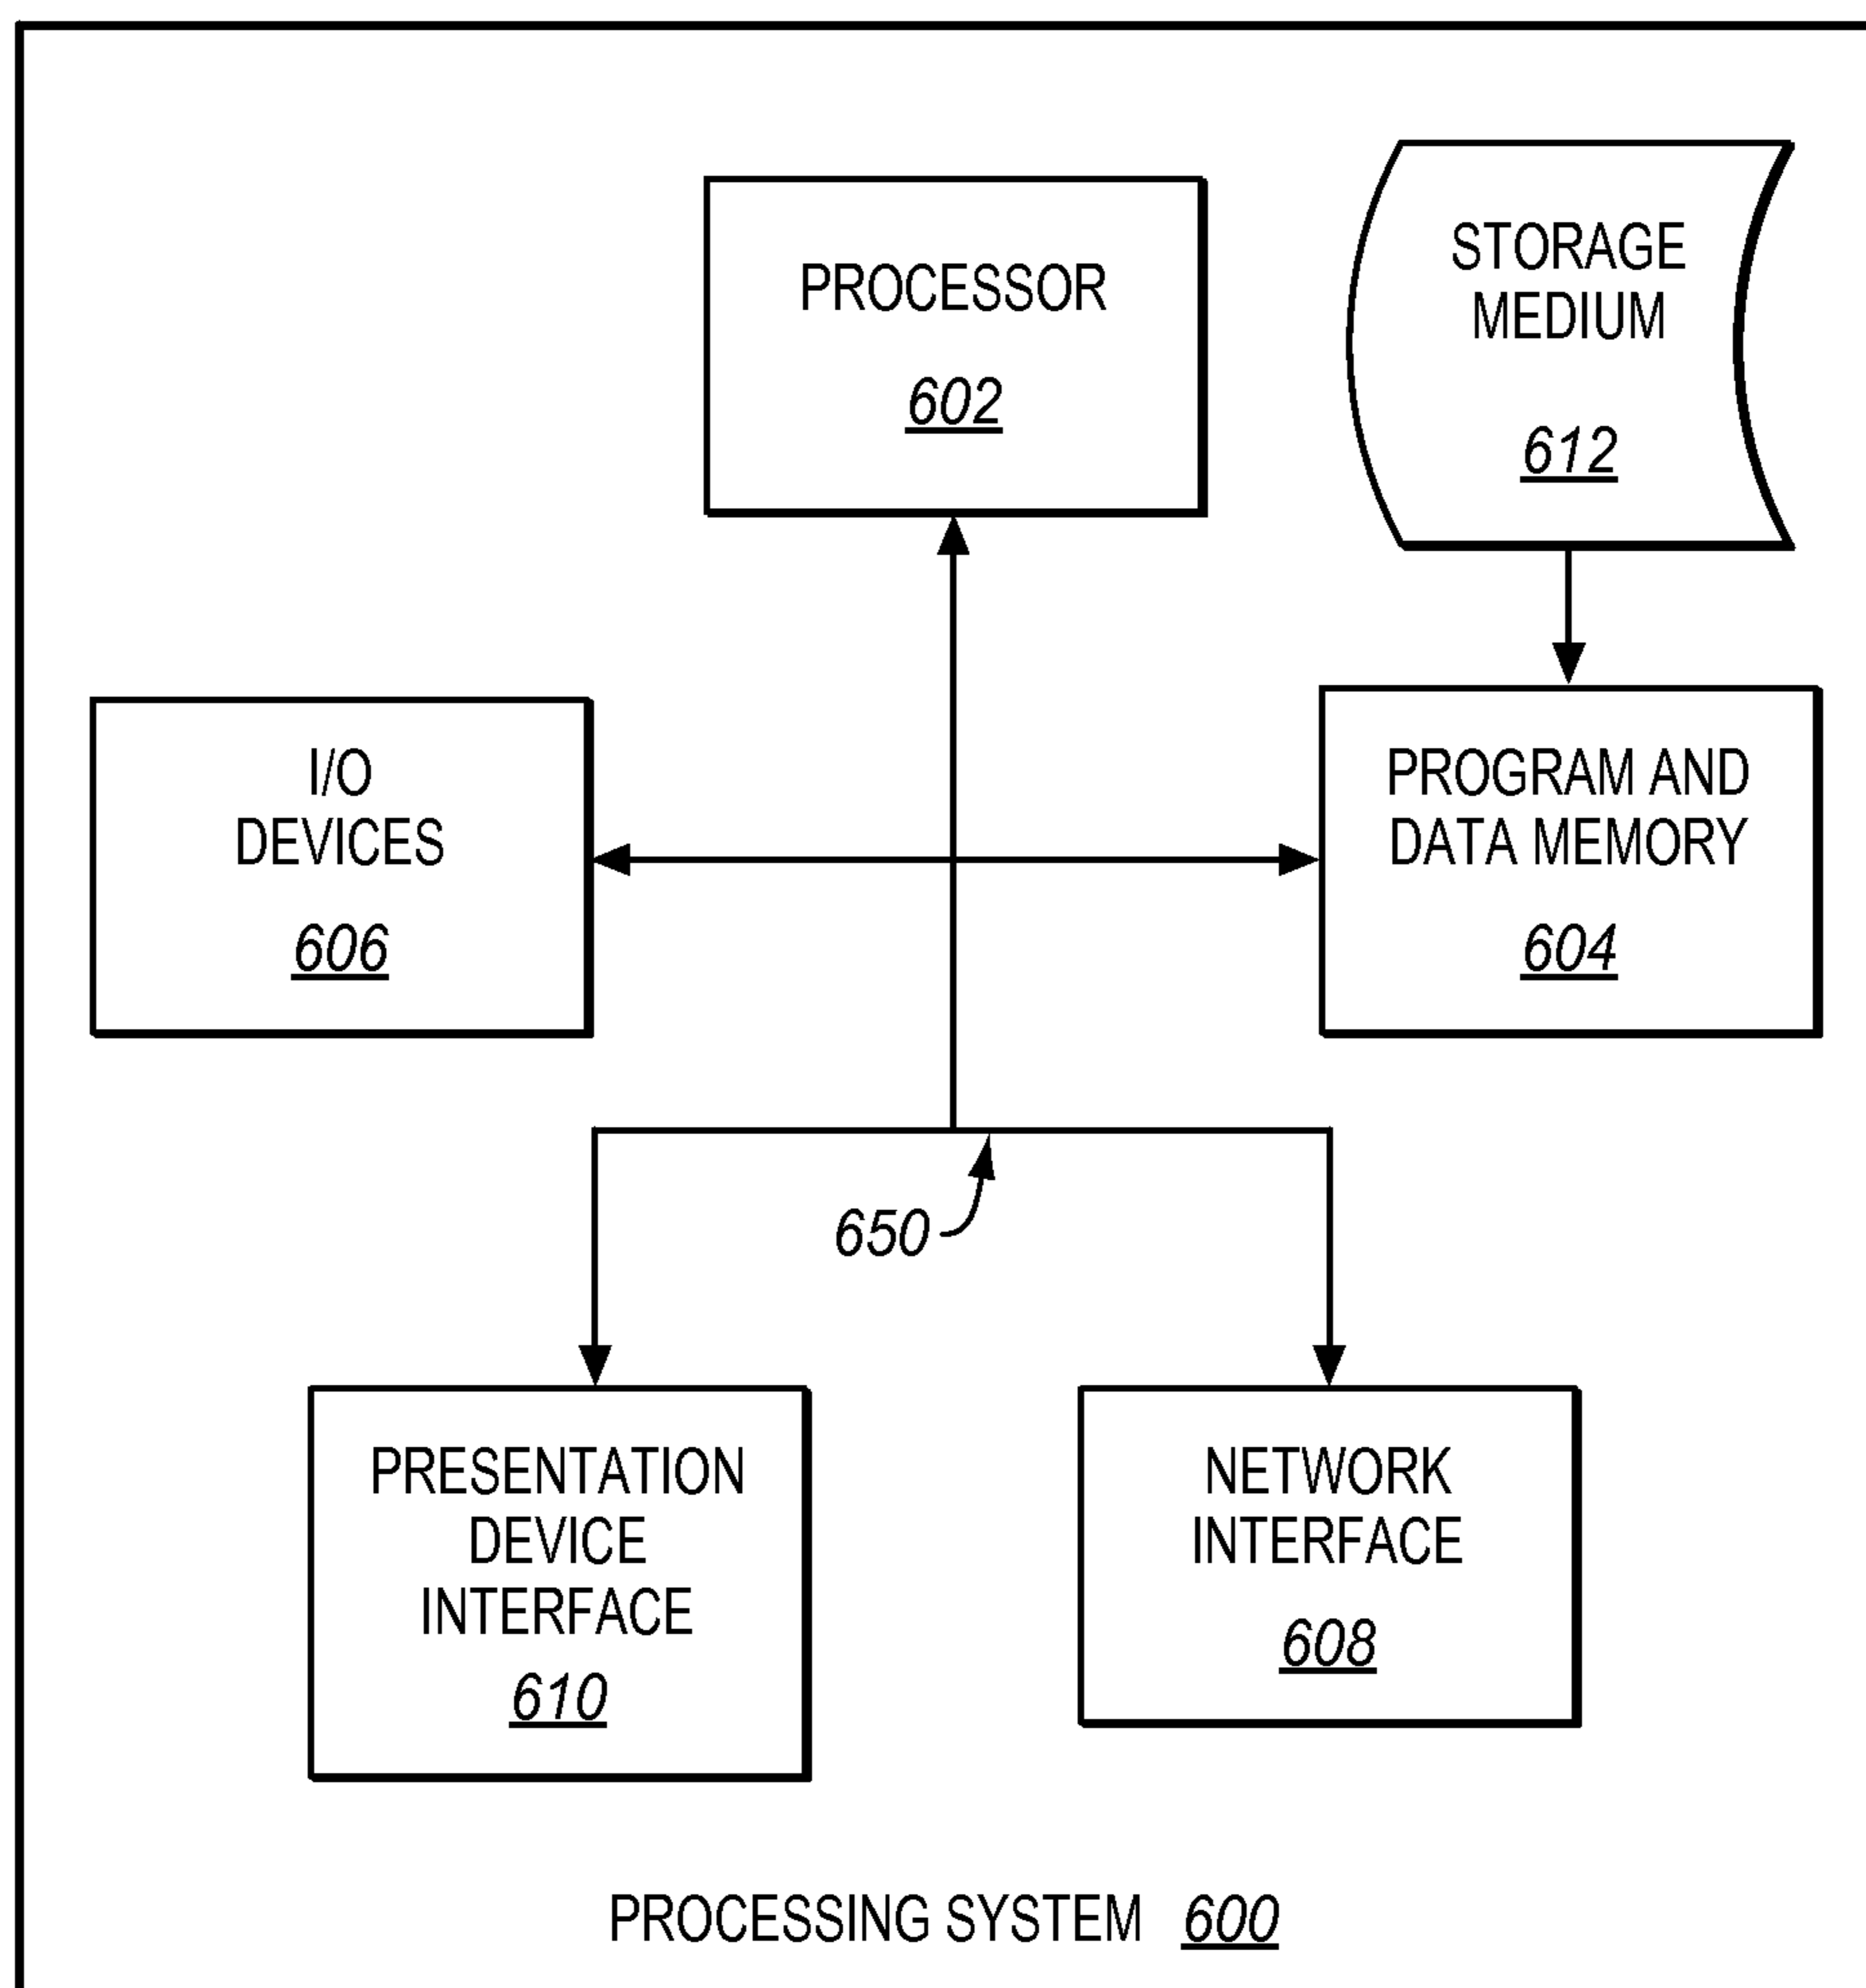 PROCESSOR
602
STORAGE
MEDIUM
612
I/O
DEVICES
606
PROGRAM AND
DATA MEMORY
604
650
PRESENTATION
DEVICE
INTERFACE
610
NETWORK
INTERFACE
608
PROCESSING SYSTEM 600